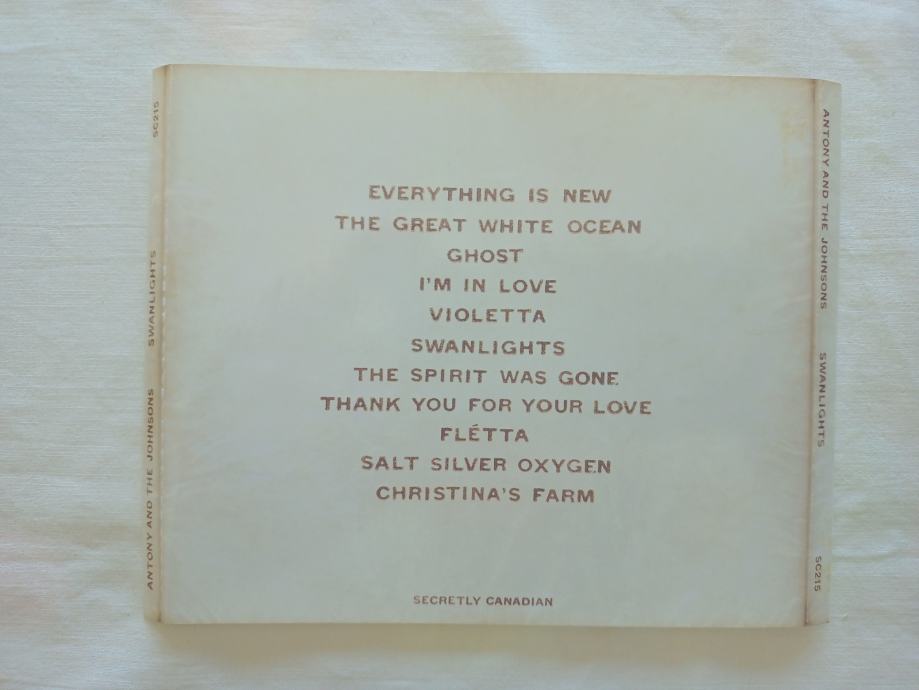 EVERYTHING IS NEW
THE GREAT WHITE OCEAN
GHOST
I'M IN LOVE
VIOLETTA
SWANLIGHTS
THE SPIRIT WAS GONE
THANK YOU FOR YOUR LOVE
FLÉTTA
SALT SILVER OXYGEN
CHRISTINA'S FARM
SECRETLY CANADIAN
ANTONY AND THE JOHNSONS SWANLIGHTS SC215
ANTONY AND THE JOHNSONS SWANLIGHTS SC215